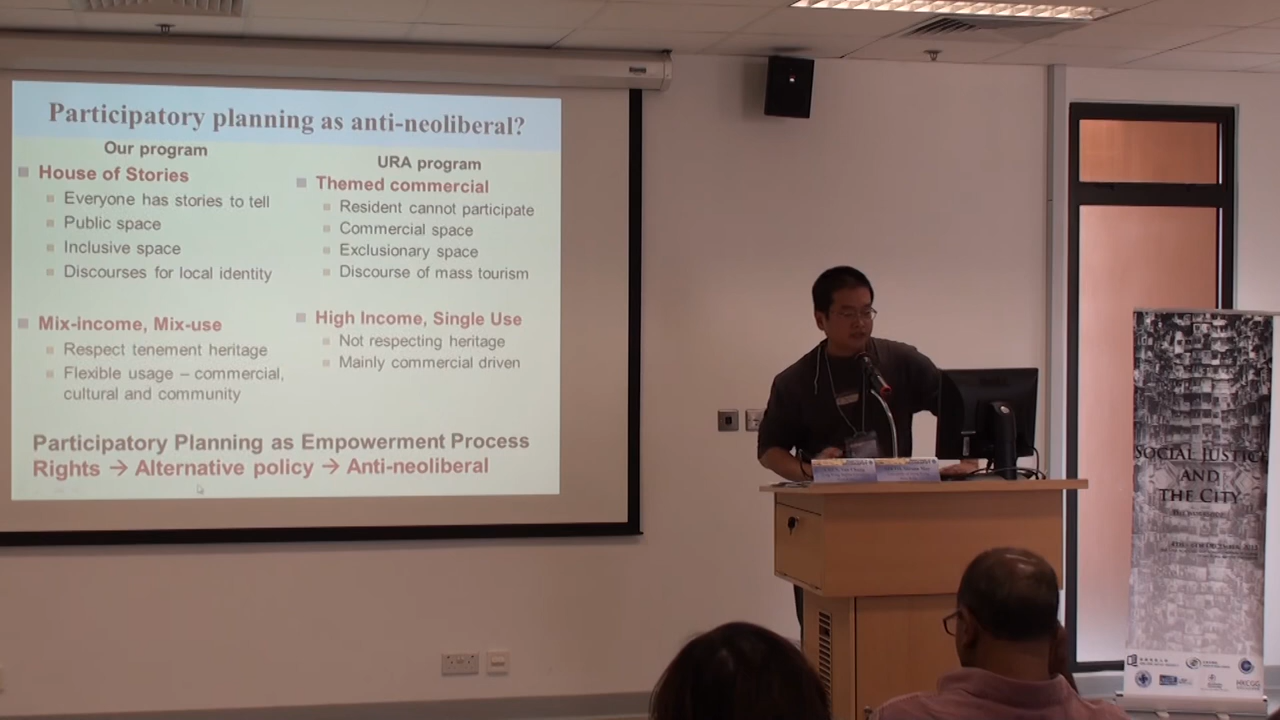 Participatory planning as anti-neoliberal?
Our program
House of Stories
Everyone has stories to tell
Public space
Inclusive space
Discourses for local identity
Mix-income, Mix-use
Respect tenement heritage
Flexible usage – commercial,
cultural and community
URA program
Themed commercial
Resident cannot participate
Commercial space
Exclusionary space
Discourse of mass tourism
High Income, Single Use
Not respecting heritage
Mainly commercial driven
Participatory Planning as Empowerment Process
Rights → Alternative policy → Anti-neoliberal
SOCIAL JUSTICE
AND
THE CITY
HKCGG